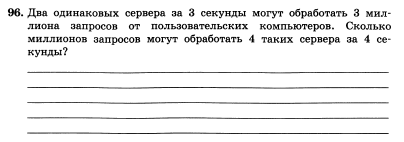 96. Два одинаковых сервера за 3 секунды могут обработать 3 мил-
лиона запросов от пользовательских компьютеров. Сколько
миллионов запросов могут обработать 4 таких сервера за 4 се-
кунды?